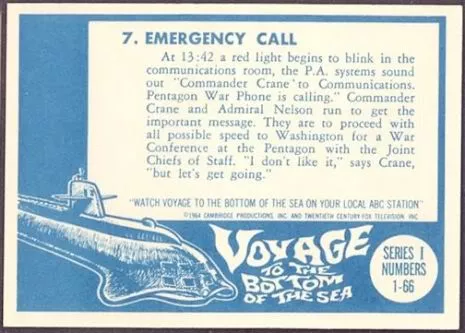 7. EMERGENCY CALL
At 13:42 a red light begins to blink in the
communications room, the P.A. systems sound
out "Commander Crane to Communications.
Pentagon War Phone is calling." Commander
Crane and Admiral Nelson run to get the
important message. They are to proceed with
all possible speed to Washington for a War
Conference at the Pentagon with the Joint
Chiefs of Staff. "I don't like it," says Crane,
"but let's get going."
"WATCH VOYAGE TO THE BOTTOM OF THE SEA ON YOUR LOCAL ABC STATION"
©1964 CAMBRIDGE PRODUCTIONS, INC. AND TWENTIETH CENTURY-FOX TELEVISION, INC.
VOYAGE
TO THE
BOTTOM
OF THE SEA
SERIES I
NUMBERS
1-66